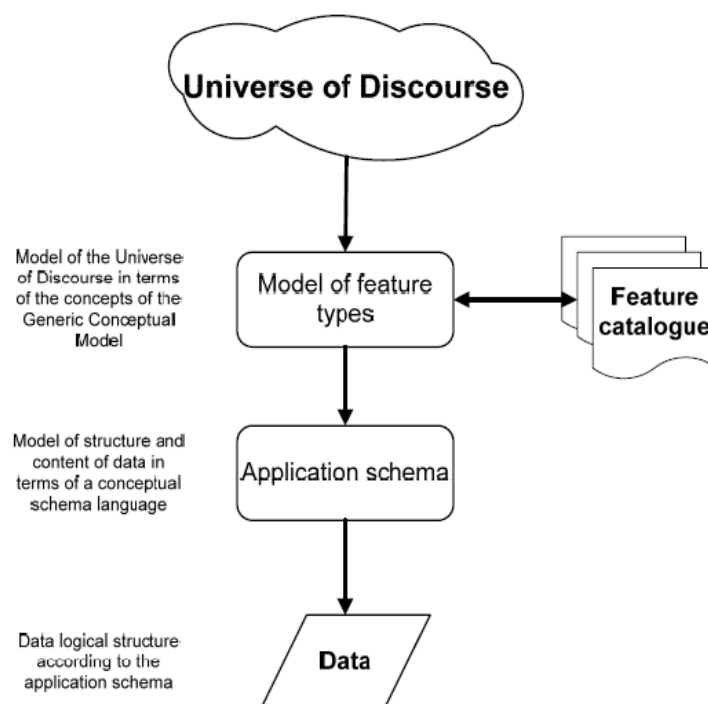 Universe of Discourse
Model of the Universe
of Discourse in terms
of the concepts of the
Generic Conceptual
Model
Model of feature
types
Feature
catalogue
Model of structure and
content of data in
terms of a conceptual
schema language
Application schema
Data logical structure
according to the
application schema
Data